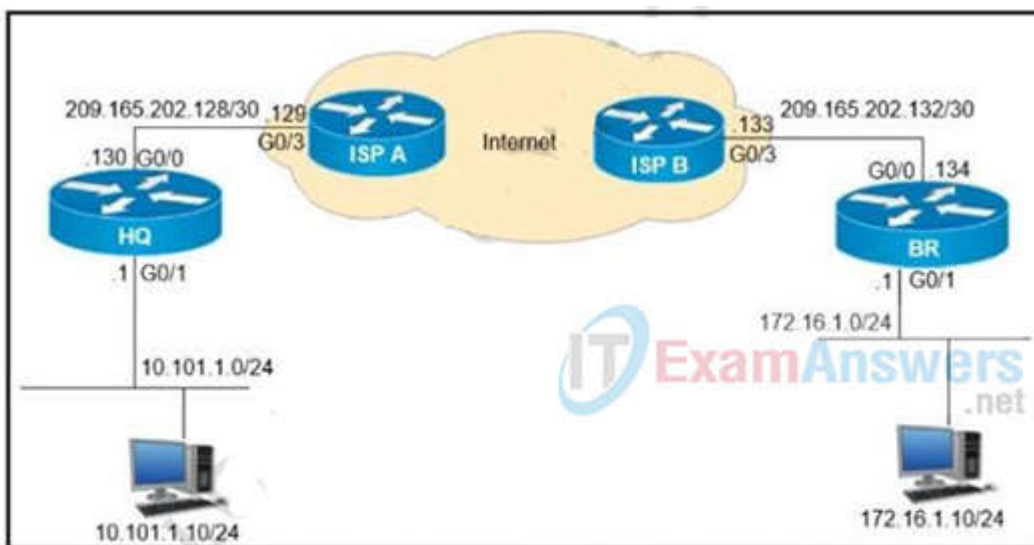 209.165.202.128/30
.129
G0/3
ISP A
Internet
ISP B
.133
G0/3
209.165.202.132/30
.130 G0/0
HQ
.1 G0/1
G0/0 .134
BR
.1 G0/1
172.16.1.0/24
10.101.1.0/24
ITExamAnswers
.net
10.101.1.10/24
172.16.1.10/24